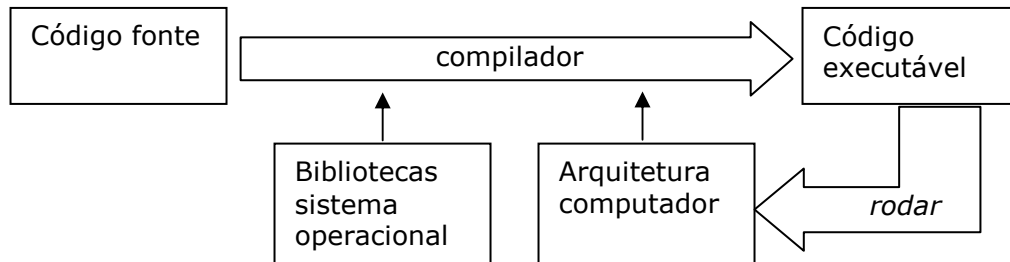 Código fonte
compilador
Código
executável
Bibliotecas
sistema
operacional
Arquitetura
computador
rodar